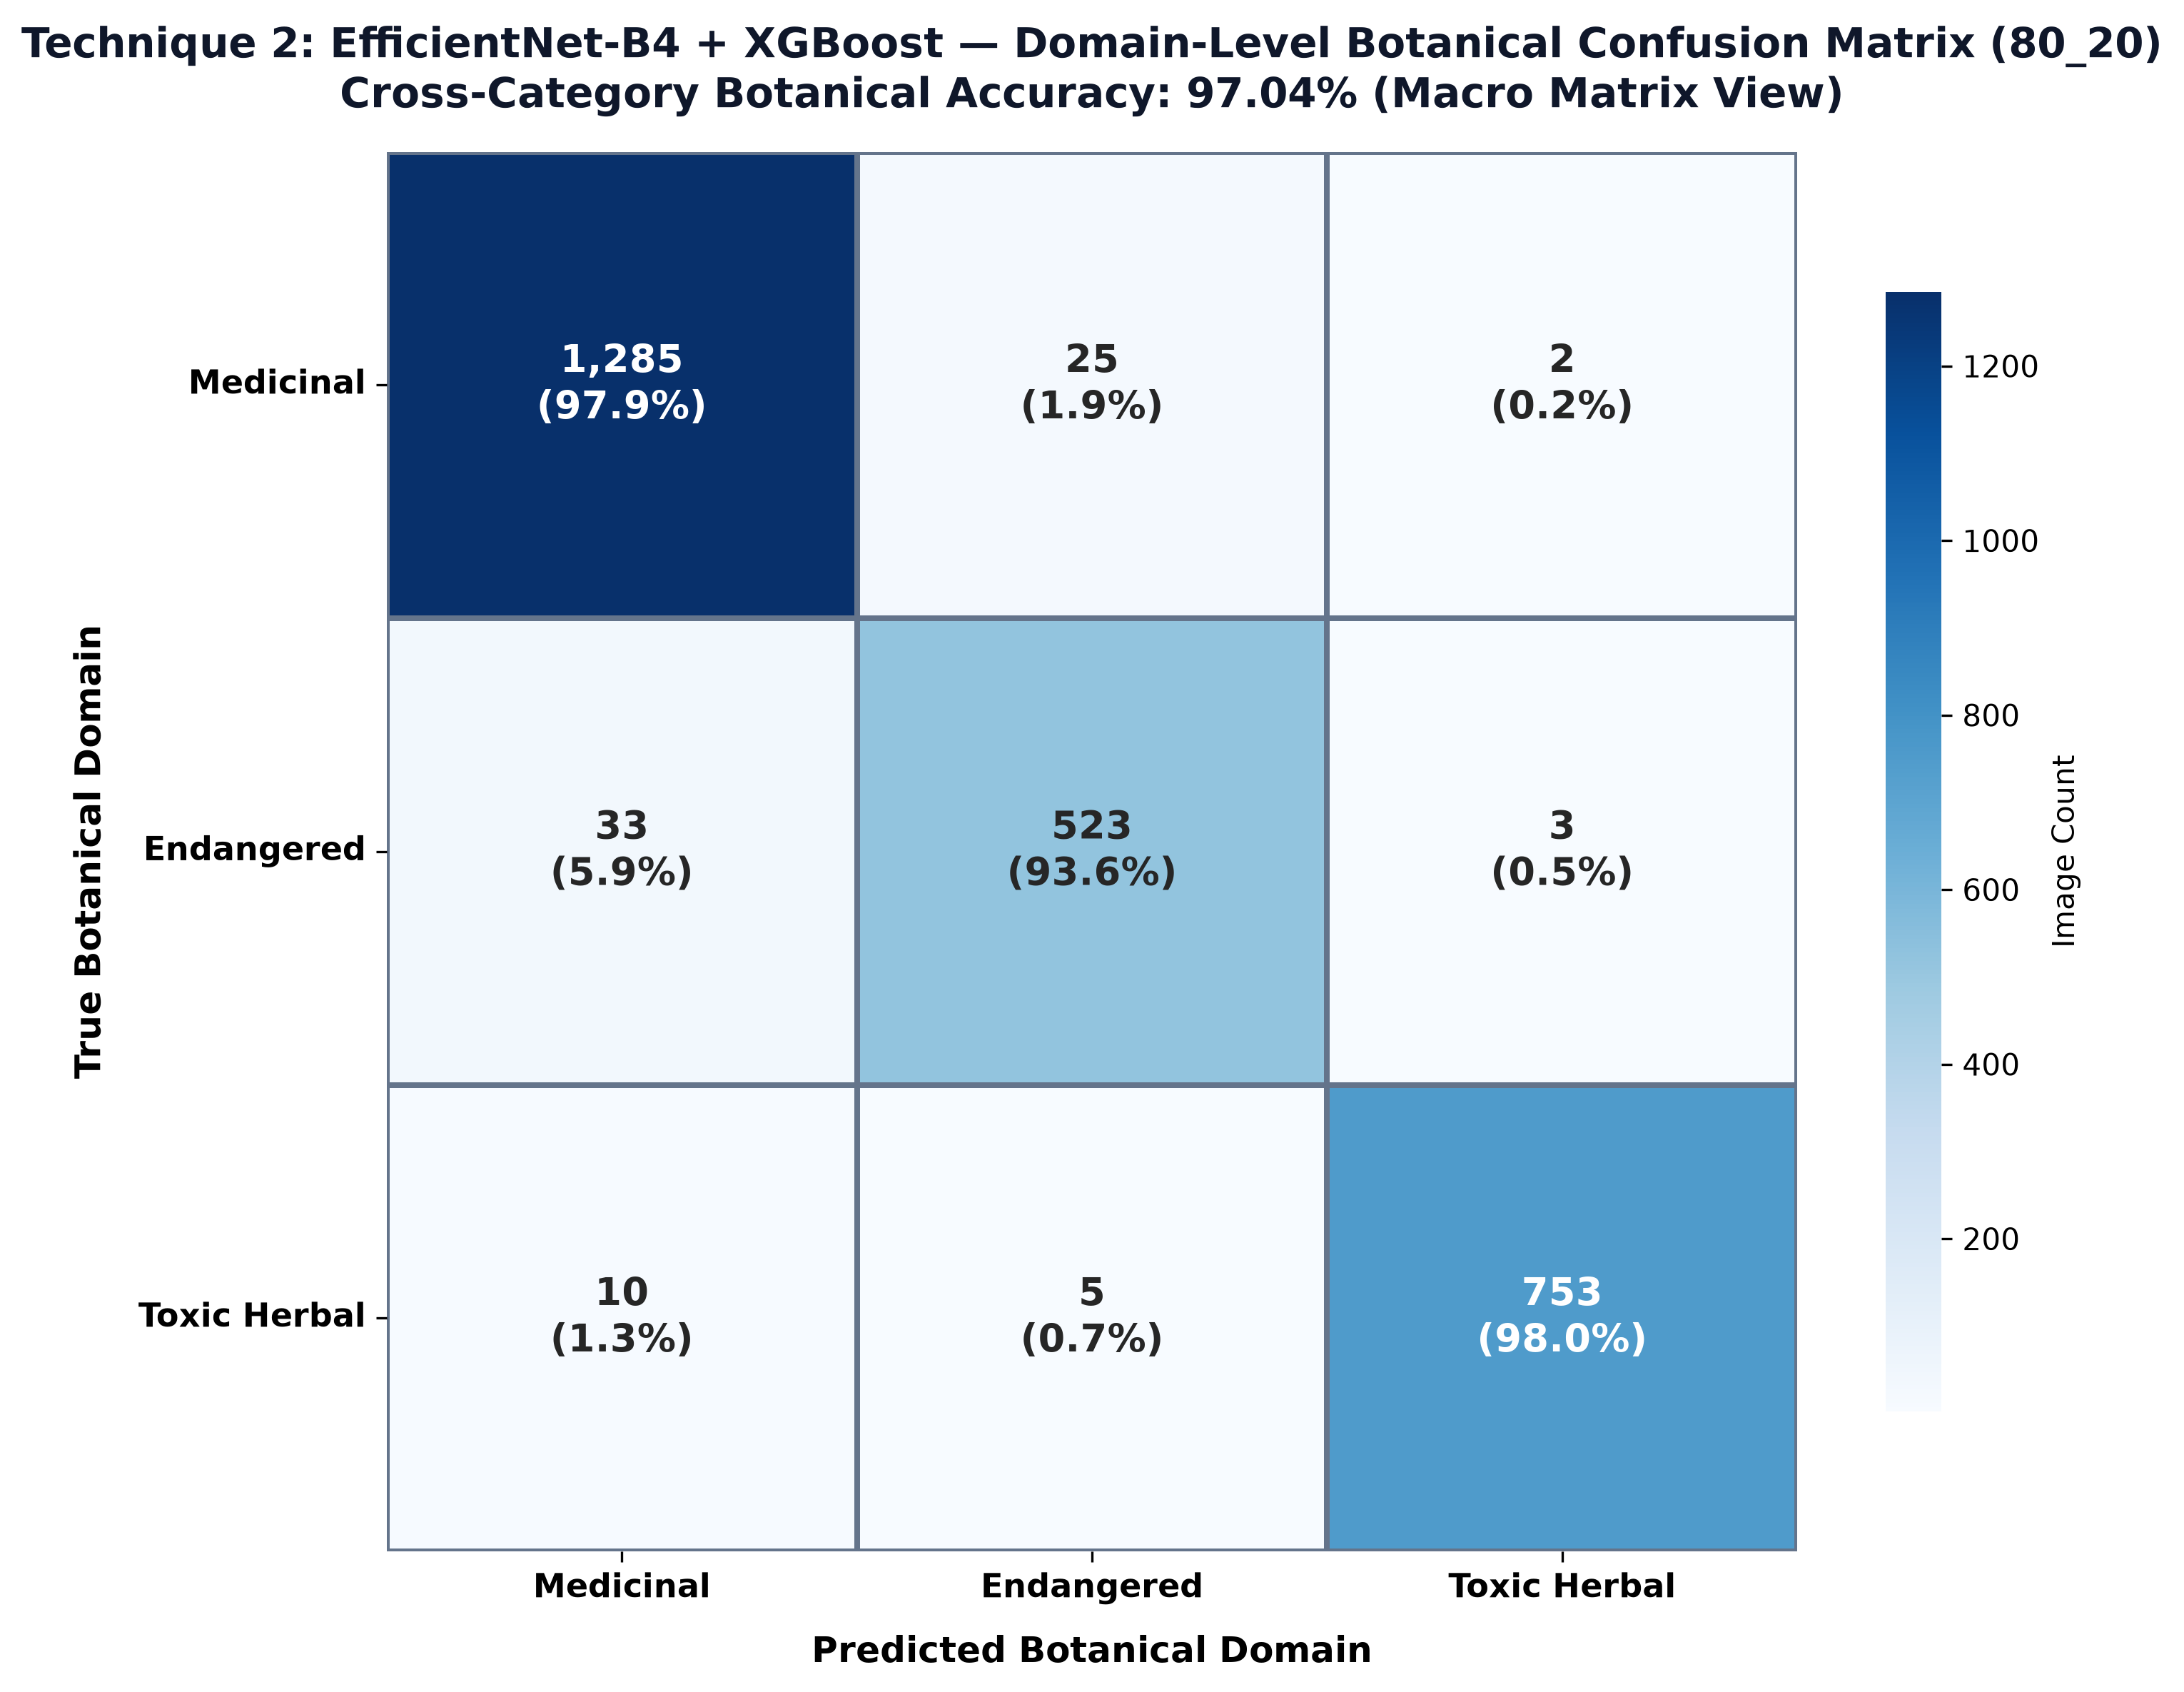 Technique 2: EfficientNet-B4 + XGBoost — Domain-Level Botanical Confusion Matrix (80_20)
Cross-Category Botanical Accuracy: 97.04% (Macro Matrix View)
True Botanical Domain
Medicinal
1,285
(97.9%)
25
(1.9%)
2
(0.2%)
Endangered
33
(5.9%)
523
(93.6%)
3
(0.5%)
Toxic Herbal
10
(1.3%)
5
(0.7%)
753
(98.0%)
Medicinal
Endangered
Toxic Herbal
Predicted Botanical Domain
1200
1000
800
600
400
200
Image Count